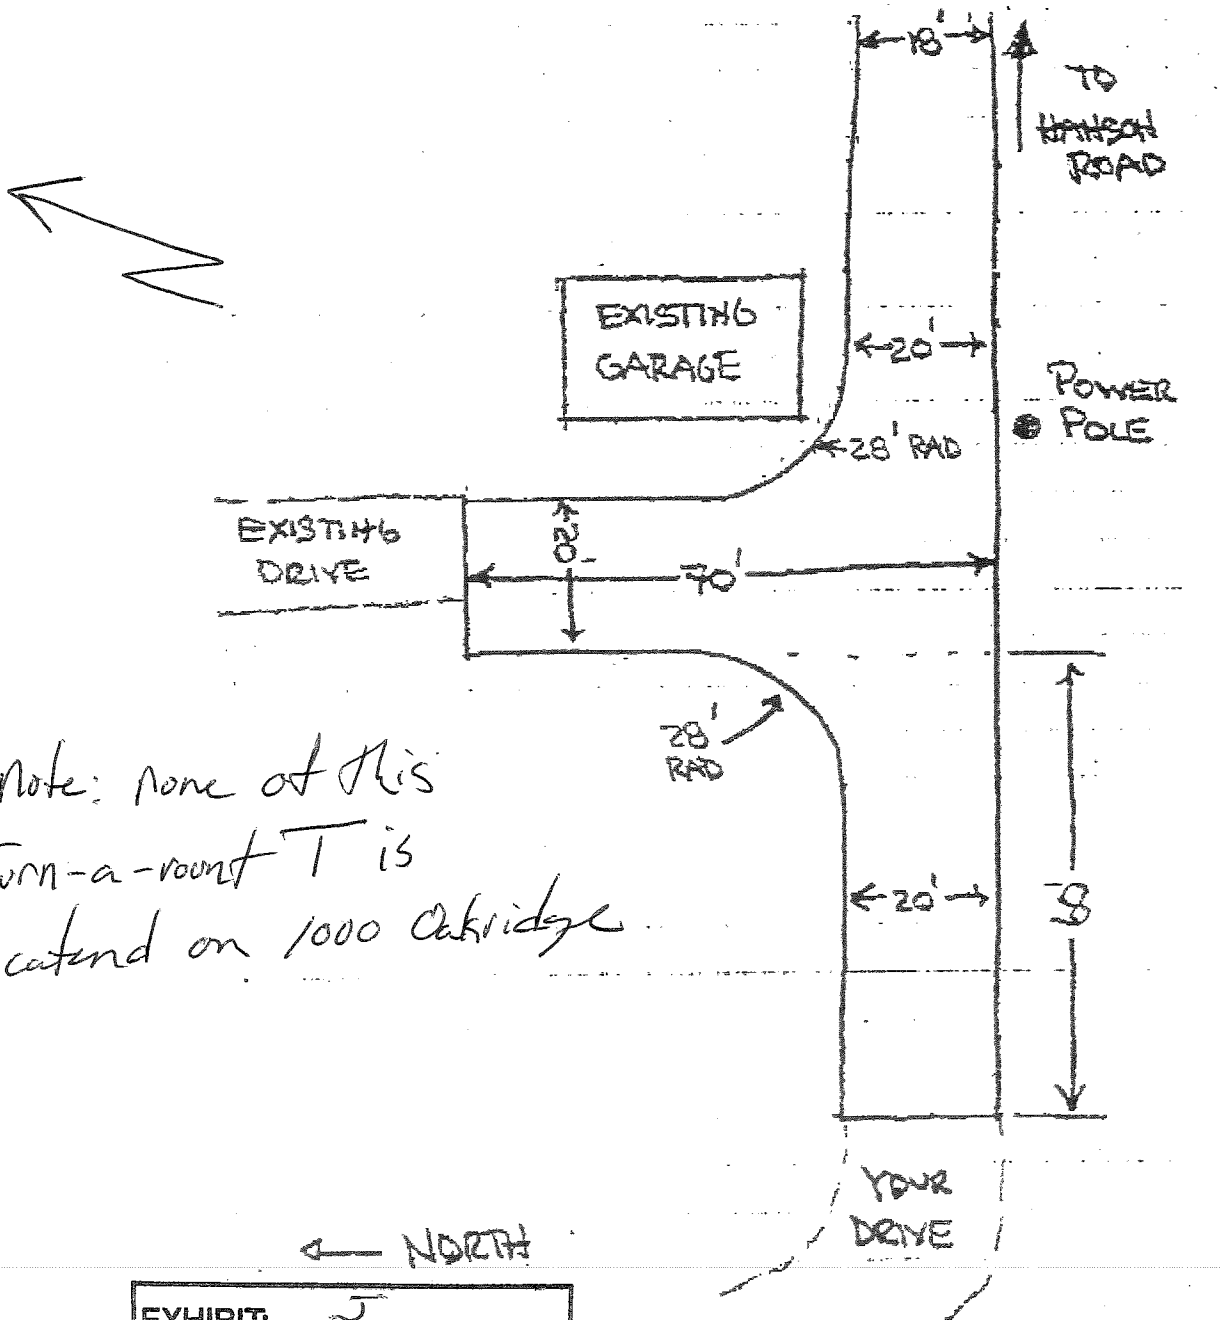 18'
TO
HANSON
ROAD
EXISTING
GARAGE
20'
POWER
POLE
28' RAD
EXISTING
DRIVE
20'
70'
28'
RAD
note: none of this
turn-a-round T is
located on 1000 Oakridge
20'
YOUR
DRIVE
← NORTH
EXHIBIT: J